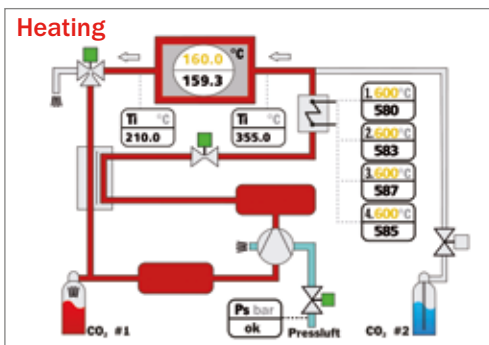 Heating
160.0 °C
159.3
Ti °C
210.0
Ti °C
355.0
1. 600°C
580
2. 600°C
583
3. 600°C
587
4. 600°C
585
Ps bar
ok
Pressluft
CO₂ #1
CO₂ #2